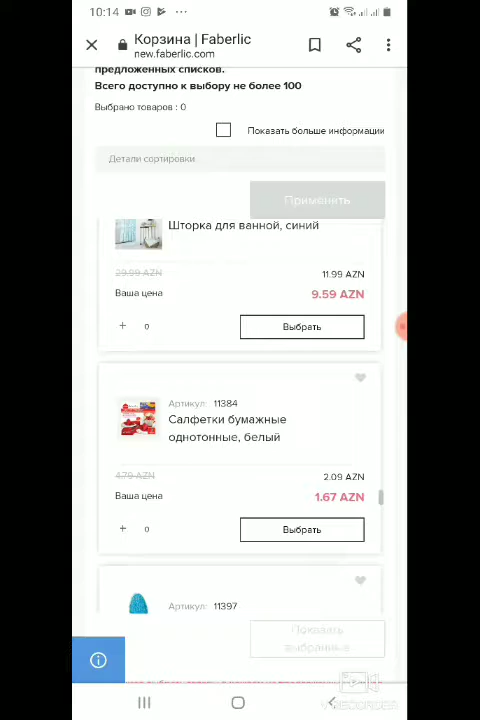 10:14
Корзина | Faberlic
new.faberlic.com
предложенных списков.
Всего доступно к выбору не более 100
Выбрано товаров : 0
Показать больше информации
Детали сортировки
Применить
Шторка для ванной, синий
29.99 AZN
11.99 AZN
Ваша цена
9.59 AZN
+ 0
Выбрать
Артикул: 11384
Салфетки бумажные
однотонные, белый
4.79 AZN
2.09 AZN
Ваша цена
1.67 AZN
+ 0
Выбрать
Артикул: 11397
Показать
выбранные